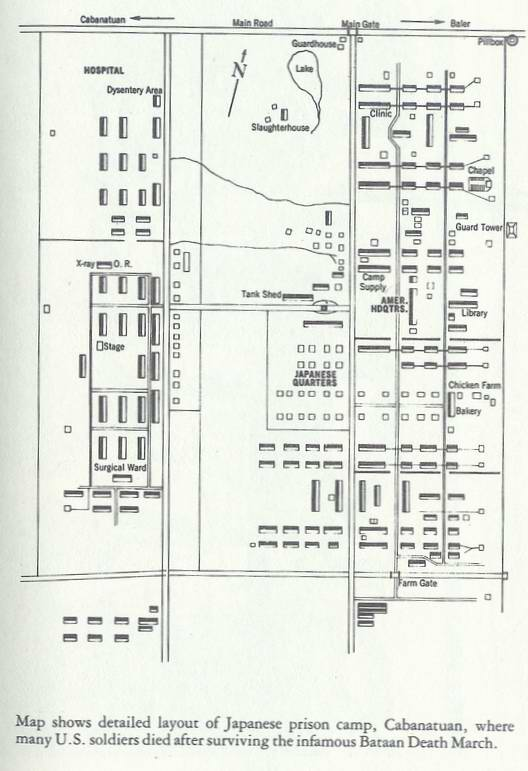 Cabanatuan
Main Road
Main Gate
Baler
Guardhouse
Pillbox
HOSPITAL
Lake
N
Dysentery Area
Clinic
Slaughterhouse
Chapel
Guard Tower
X-ray
O. R.
Camp
Supply
Tank Shed
AMER.
HDQTRS.
Library
Stage
JAPANESE
QUARTERS
Chicken Farm
Bakery
Surgical Ward
Farm Gate
Map shows detailed layout of Japanese prison camp, Cabanatuan, where
many U.S. soldiers died after surviving the infamous Bataan Death March.